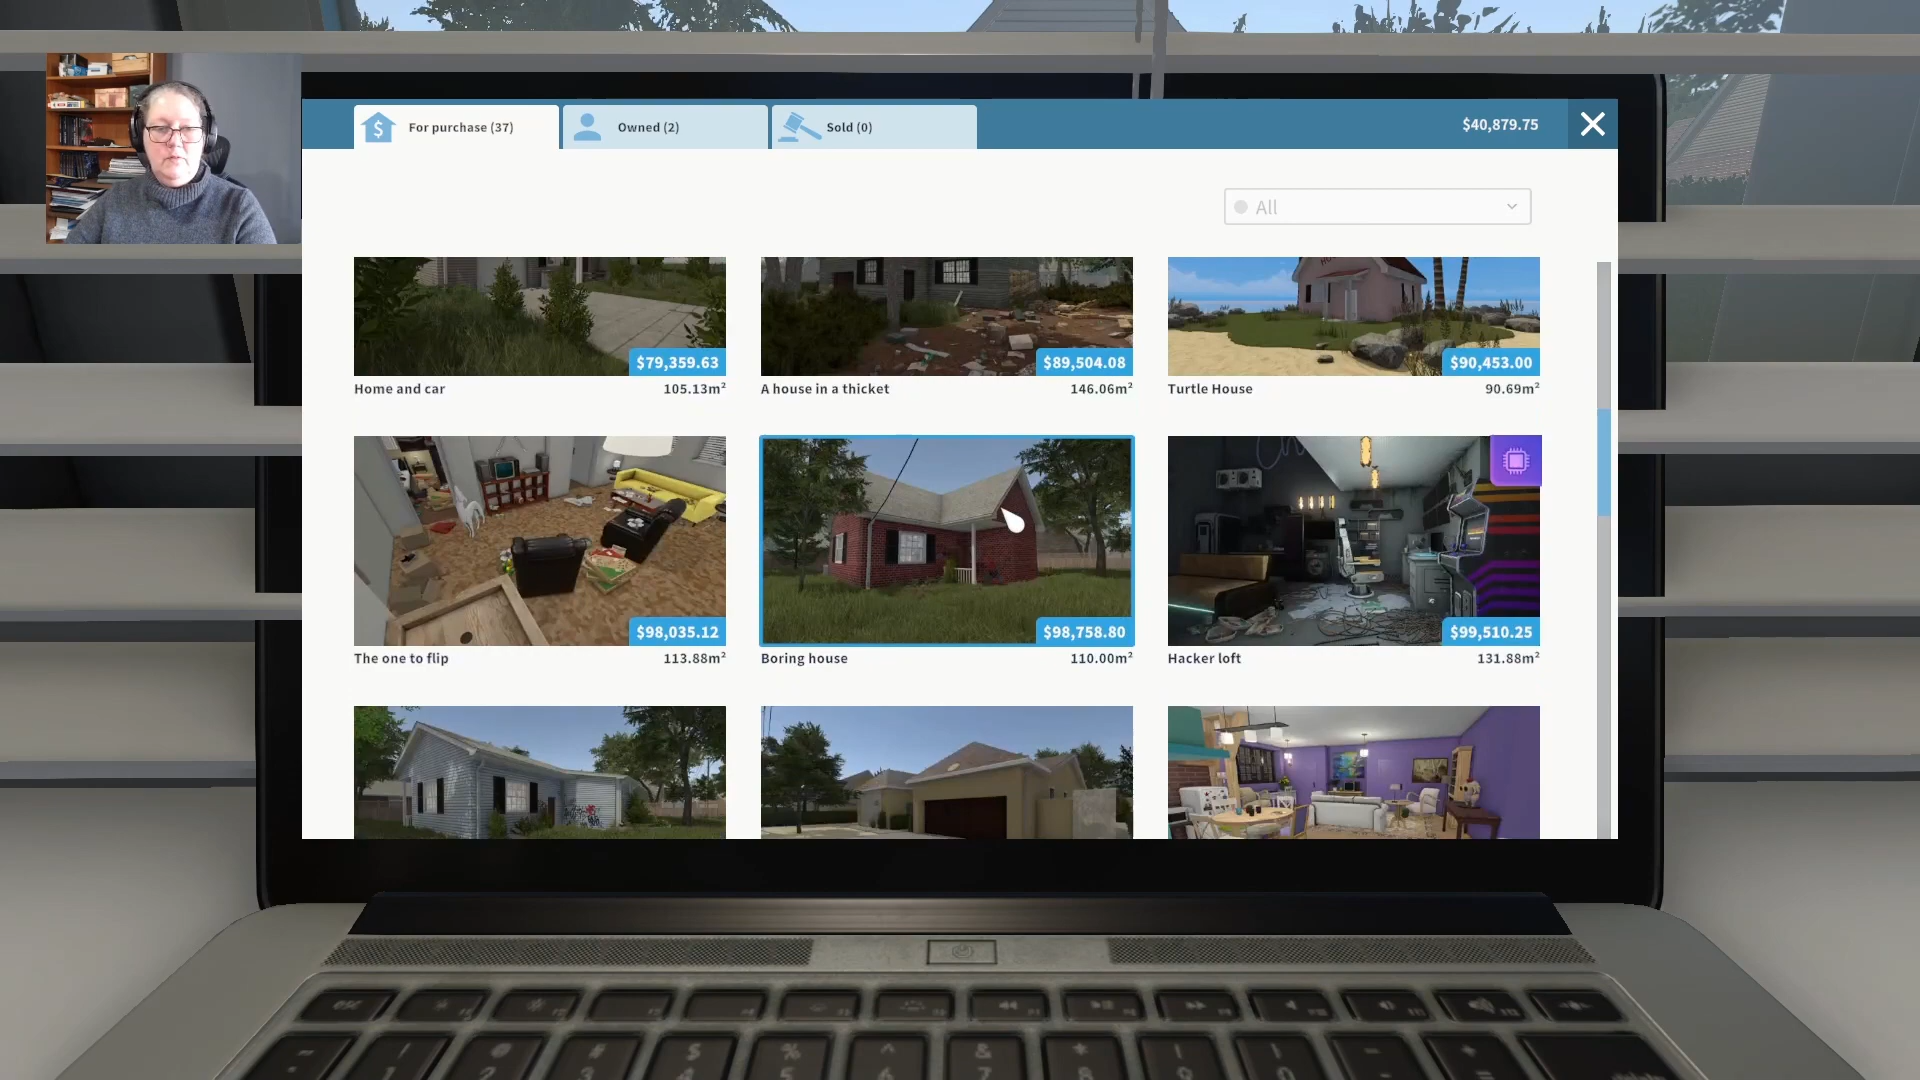 For purchase (37)
Owned (2)
Sold (0)
$40,879.75
All
$79,359.63
$89,504.08
$90,453.00
Home and car
105.13m²
A house in a thicket
146.06m²
Turtle House
90.69m²
$98,035.12
$98,758.80
$99,510.25
The one to flip
113.88m²
Boring house
110.00m²
Hacker loft
131.88m²
esc